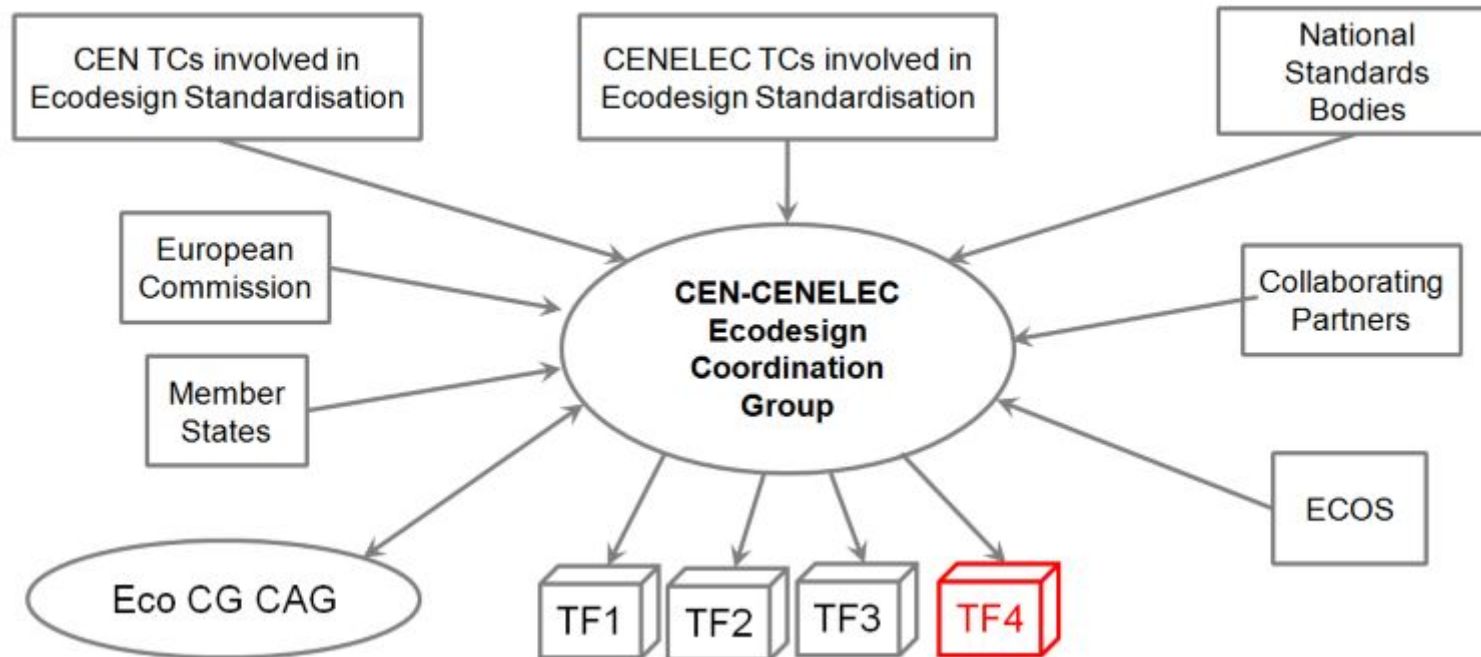 CEN TCs involved in
Ecodesign Standardisation
CENELEC TCs involved in
Ecodesign Standardisation
National
Standards
Bodies
European
Commission
CEN-CENELEC
Ecodesign
Coordination
Group
Collaborating
Partners
Member
States
ECOS
Eco CG CAG
TF1
TF2
TF3
TF4